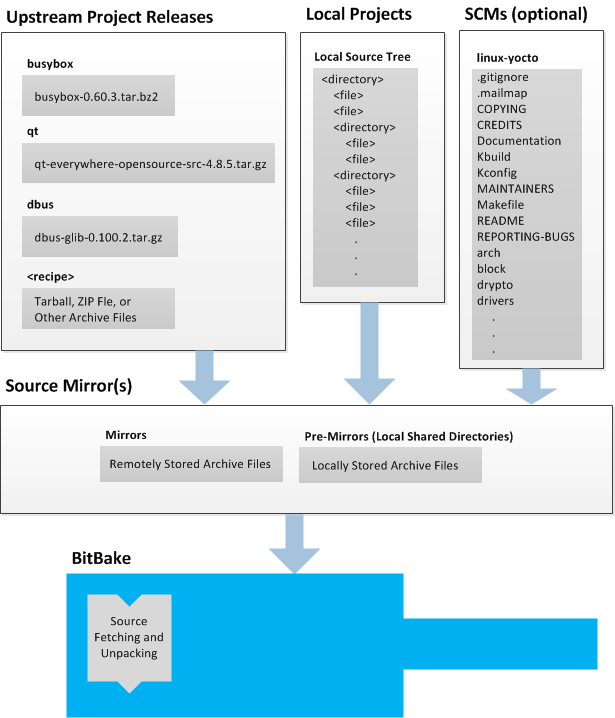 Upstream Project Releases
busybox
busybox-0.60.3.tar.bz2
qt
qt-everywhere-opensource-src-4.8.5.tar.gz
dbus
dbus-glib-0.100.2.tar.gz
<recipe>
Tarball, ZIP Fle, or
Other Archive Files
Local Projects
Local Source Tree
<directory>
<file>
<file>
<directory>
<file>
<file>
<directory>
<file>
<file>
<file>
.
.
.
SCMs (optional)
linux-yocto
.gitignore
.mailmap
COPYING
CREDITS
Documentation
Kbuild
Kconfig
MAINTAINERS
Makefile
README
REPORTING-BUGS
arch
block
drypto
drivers
.
.
.
Source Mirror(s)
Mirrors
Remotely Stored Archive Files
Pre-Mirrors (Local Shared Directories)
Locally Stored Archive Files
BitBake
Source
Fetching and
Unpacking